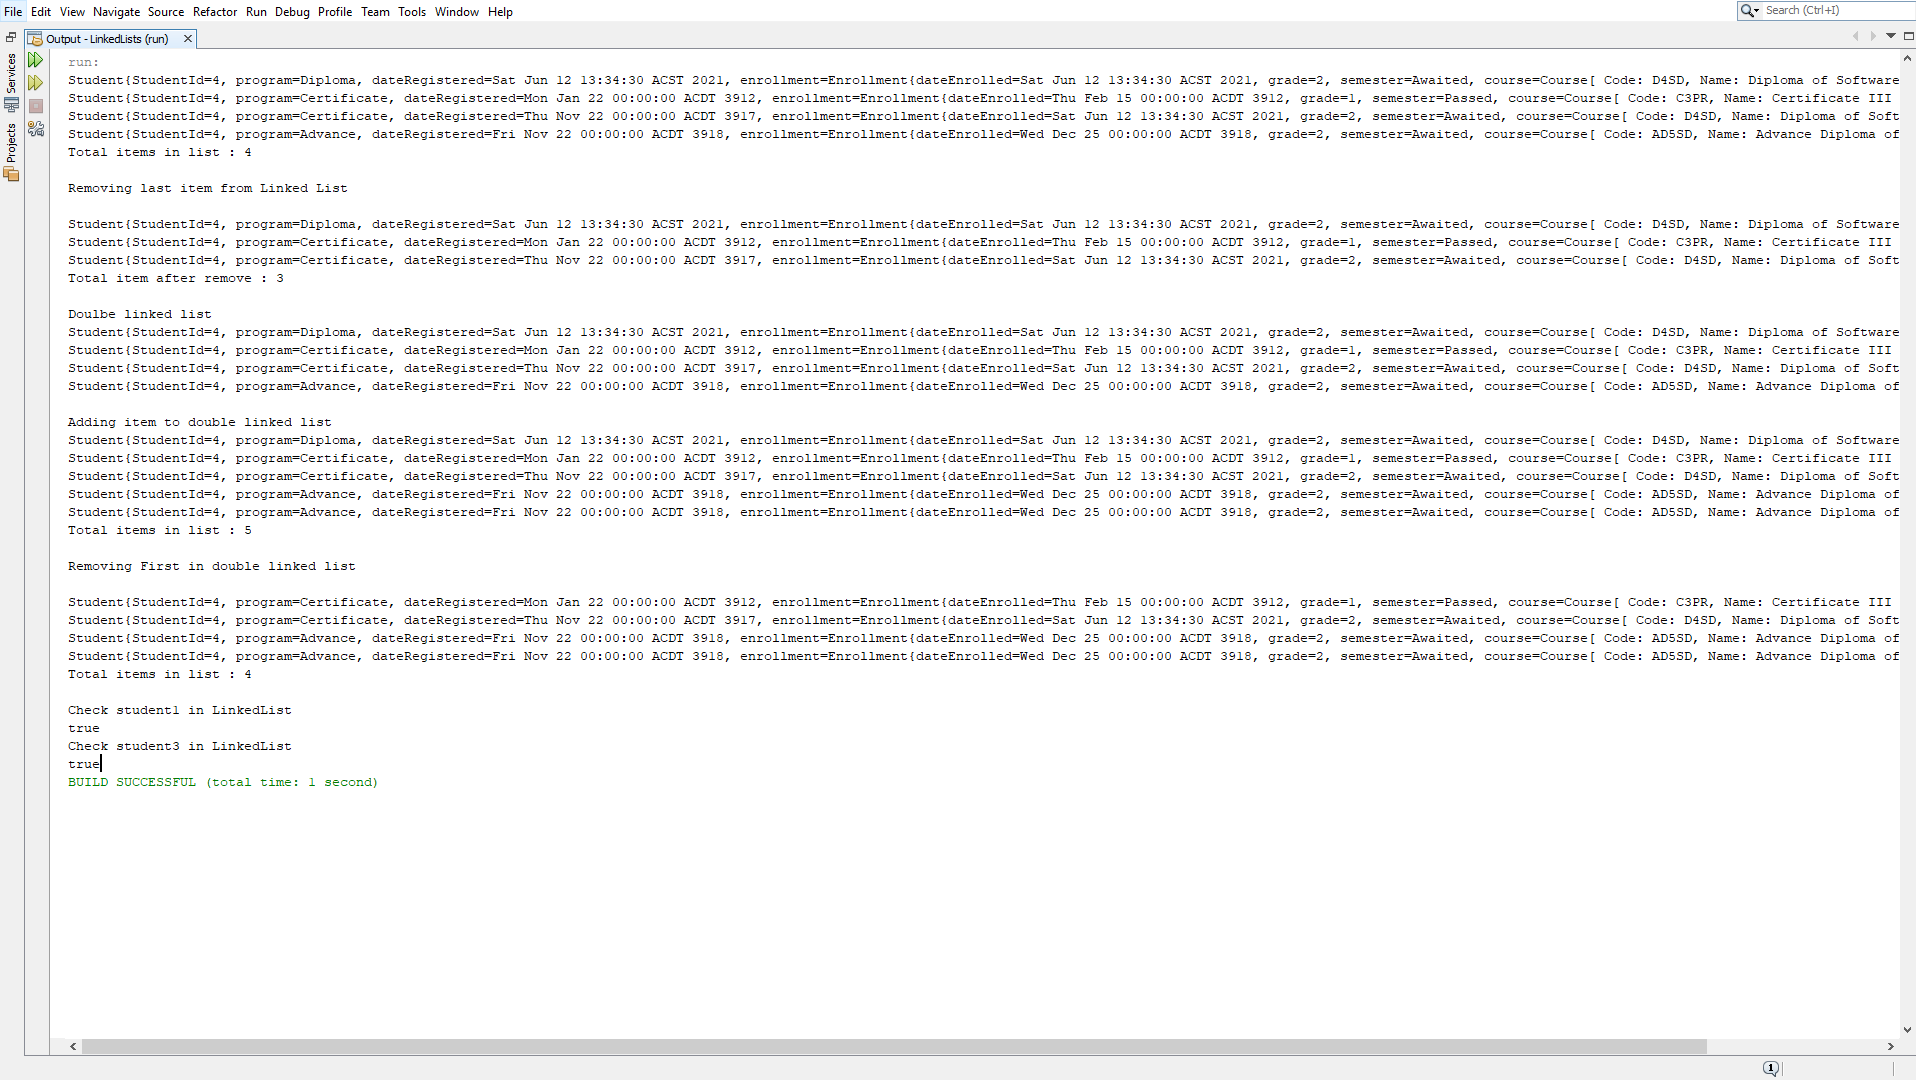 File Edit View Navigate Source Refactor Run Debug Profile Team Tools Window Help
Search (Ctrl+I)
Output - LinkedLists (run)
Services
Projects
run:
Student{StudentId=4, program=Diploma, dateRegistered=Sat Jun 12 13:34:30 ACST 2021, enrollment=Enrollment{dateEnrolled=Sat Jun 12 13:34:30 ACST 2021, grade=2, semester=Awaited, course=Course[ Code: D4SD, Name: Diploma of Software
Student{StudentId=4, program=Certificate, dateRegistered=Mon Jan 22 00:00:00 ACDT 3912, enrollment=Enrollment{dateEnrolled=Thu Feb 15 00:00:00 ACDT 3912, grade=1, semester=Passed, course=Course[ Code: C3PR, Name: Certificate III
Student{StudentId=4, program=Certificate, dateRegistered=Thu Nov 22 00:00:00 ACDT 3917, enrollment=Enrollment{dateEnrolled=Sat Jun 12 13:34:30 ACST 2021, grade=2, semester=Awaited, course=Course[ Code: D4SD, Name: Diploma of Soft
Student{StudentId=4, program=Advance, dateRegistered=Fri Nov 22 00:00:00 ACDT 3918, enrollment=Enrollment{dateEnrolled=Wed Dec 25 00:00:00 ACDT 3918, grade=2, semester=Awaited, course=Course[ Code: AD5SD, Name: Advance Diploma of
Total items in list : 4
Removing last item from Linked List
Student{StudentId=4, program=Diploma, dateRegistered=Sat Jun 12 13:34:30 ACST 2021, enrollment=Enrollment{dateEnrolled=Sat Jun 12 13:34:30 ACST 2021, grade=2, semester=Awaited, course=Course[ Code: D4SD, Name: Diploma of Software
Student{StudentId=4, program=Certificate, dateRegistered=Mon Jan 22 00:00:00 ACDT 3912, enrollment=Enrollment{dateEnrolled=Thu Feb 15 00:00:00 ACDT 3912, grade=1, semester=Passed, course=Course[ Code: C3PR, Name: Certificate III
Student{StudentId=4, program=Certificate, dateRegistered=Thu Nov 22 00:00:00 ACDT 3917, enrollment=Enrollment{dateEnrolled=Sat Jun 12 13:34:30 ACST 2021, grade=2, semester=Awaited, course=Course[ Code: D4SD, Name: Diploma of Soft
Total item after remove : 3
Doulbe linked list
Student{StudentId=4, program=Diploma, dateRegistered=Sat Jun 12 13:34:30 ACST 2021, enrollment=Enrollment{dateEnrolled=Sat Jun 12 13:34:30 ACST 2021, grade=2, semester=Awaited, course=Course[ Code: D4SD, Name: Diploma of Software
Student{StudentId=4, program=Certificate, dateRegistered=Mon Jan 22 00:00:00 ACDT 3912, enrollment=Enrollment{dateEnrolled=Thu Feb 15 00:00:00 ACDT 3912, grade=1, semester=Passed, course=Course[ Code: C3PR, Name: Certificate III
Student{StudentId=4, program=Certificate, dateRegistered=Thu Nov 22 00:00:00 ACDT 3917, enrollment=Enrollment{dateEnrolled=Sat Jun 12 13:34:30 ACST 2021, grade=2, semester=Awaited, course=Course[ Code: D4SD, Name: Diploma of Soft
Student{StudentId=4, program=Advance, dateRegistered=Fri Nov 22 00:00:00 ACDT 3918, enrollment=Enrollment{dateEnrolled=Wed Dec 25 00:00:00 ACDT 3918, grade=2, semester=Awaited, course=Course[ Code: AD5SD, Name: Advance Diploma of
Adding item to double linked list
Student{StudentId=4, program=Diploma, dateRegistered=Sat Jun 12 13:34:30 ACST 2021, enrollment=Enrollment{dateEnrolled=Sat Jun 12 13:34:30 ACST 2021, grade=2, semester=Awaited, course=Course[ Code: D4SD, Name: Diploma of Software
Student{StudentId=4, program=Certificate, dateRegistered=Mon Jan 22 00:00:00 ACDT 3912, enrollment=Enrollment{dateEnrolled=Thu Feb 15 00:00:00 ACDT 3912, grade=1, semester=Passed, course=Course[ Code: C3PR, Name: Certificate III
Student{StudentId=4, program=Certificate, dateRegistered=Thu Nov 22 00:00:00 ACDT 3917, enrollment=Enrollment{dateEnrolled=Sat Jun 12 13:34:30 ACST 2021, grade=2, semester=Awaited, course=Course[ Code: D4SD, Name: Diploma of Soft
Student{StudentId=4, program=Advance, dateRegistered=Fri Nov 22 00:00:00 ACDT 3918, enrollment=Enrollment{dateEnrolled=Wed Dec 25 00:00:00 ACDT 3918, grade=2, semester=Awaited, course=Course[ Code: AD5SD, Name: Advance Diploma of
Student{StudentId=4, program=Advance, dateRegistered=Fri Nov 22 00:00:00 ACDT 3918, enrollment=Enrollment{dateEnrolled=Wed Dec 25 00:00:00 ACDT 3918, grade=2, semester=Awaited, course=Course[ Code: AD5SD, Name: Advance Diploma of
Total items in list : 5
Removing First in double linked list
Student{StudentId=4, program=Certificate, dateRegistered=Mon Jan 22 00:00:00 ACDT 3912, enrollment=Enrollment{dateEnrolled=Thu Feb 15 00:00:00 ACDT 3912, grade=1, semester=Passed, course=Course[ Code: C3PR, Name: Certificate III
Student{StudentId=4, program=Certificate, dateRegistered=Thu Nov 22 00:00:00 ACDT 3917, enrollment=Enrollment{dateEnrolled=Sat Jun 12 13:34:30 ACST 2021, grade=2, semester=Awaited, course=Course[ Code: D4SD, Name: Diploma of Soft
Student{StudentId=4, program=Advance, dateRegistered=Fri Nov 22 00:00:00 ACDT 3918, enrollment=Enrollment{dateEnrolled=Wed Dec 25 00:00:00 ACDT 3918, grade=2, semester=Awaited, course=Course[ Code: AD5SD, Name: Advance Diploma of
Student{StudentId=4, program=Advance, dateRegistered=Fri Nov 22 00:00:00 ACDT 3918, enrollment=Enrollment{dateEnrolled=Wed Dec 25 00:00:00 ACDT 3918, grade=2, semester=Awaited, course=Course[ Code: AD5SD, Name: Advance Diploma of
Total items in list : 4
Check student1 in LinkedList
true
Check student3 in LinkedList
true
BUILD SUCCESSFUL (total time: 1 second)
1